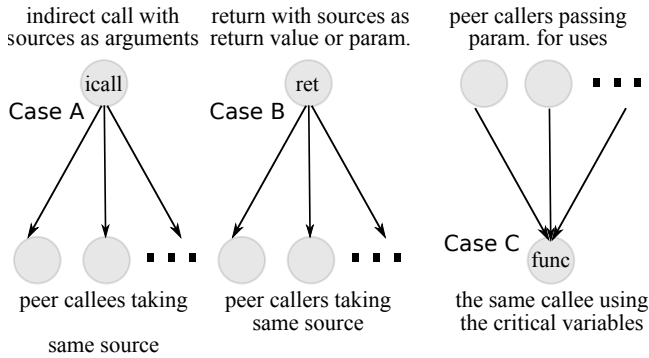 indirect call with
sources as arguments
icall
Case A
peer callees taking
same source
return with sources as
return value or param.
ret
Case B
peer callers taking
same source
peer callers passing
param. for uses
Case C
func
the same callee using
the critical variables